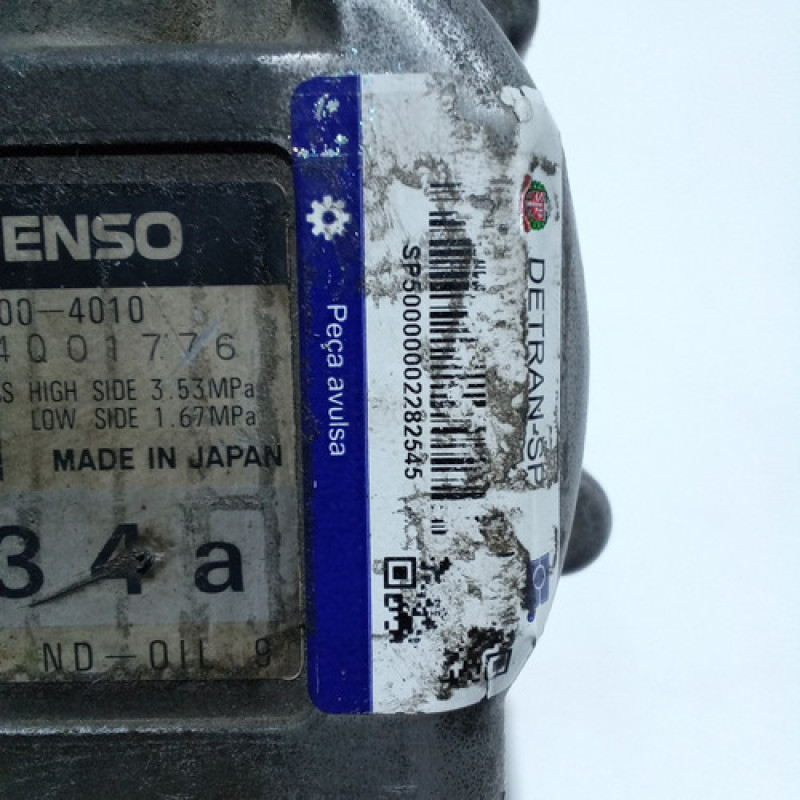 ENSO
00-4010
4Q01776
S HIGH SIDE 3.53MPa
LOW SIDE 1.67MPa
MADE IN JAPAN
34a
ND-OIL 9
Peça avulsa
SP5000002282545
DETRAN-SP